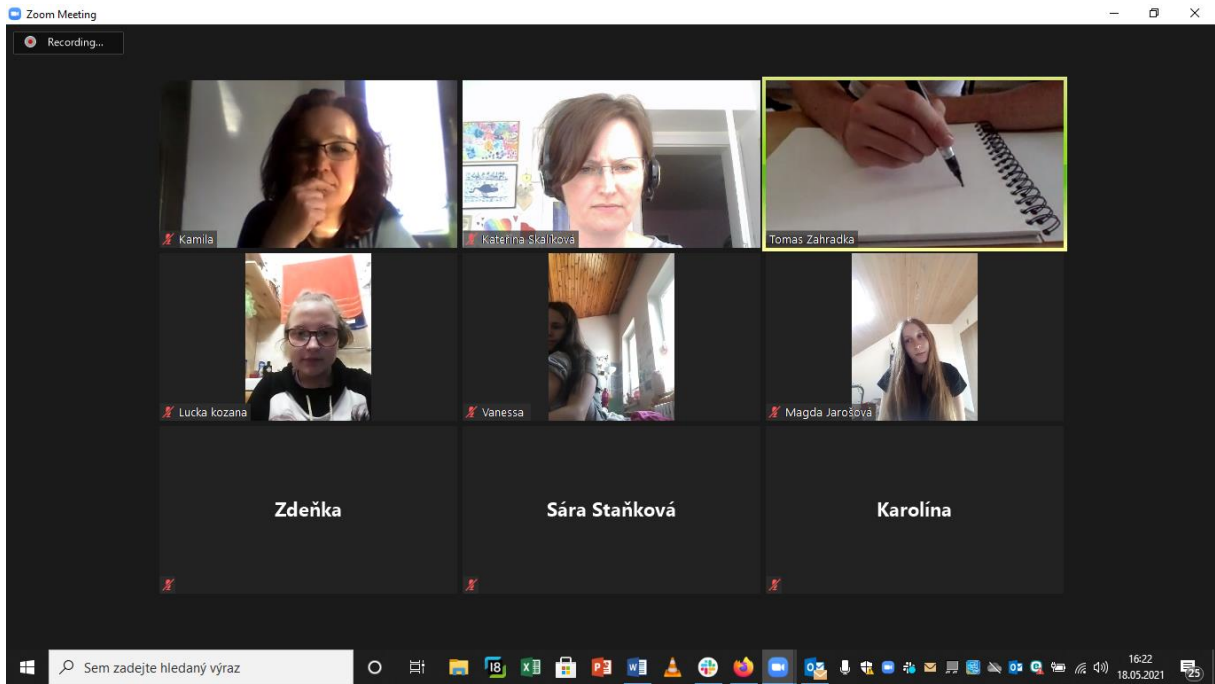 Zoom Meeting
Recording...
Kamila
Kateřina Skalíková
Tomas Zahradka
Lucka kozana
Vanessa
Magda Jarošová
Zdeňka
Sára Staňková
Karolína
Sem zadejte hledaný výraz
16:22
18.05.2021
25